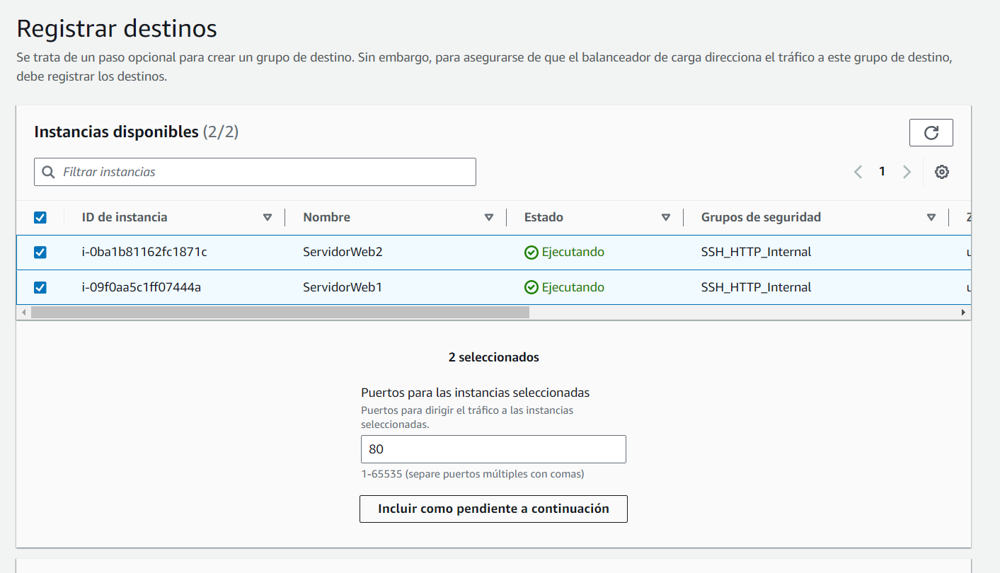 Registrar destinos
Se trata de un paso opcional para crear un grupo de destino. Sin embargo, para asegurarse de que el balanceador de carga direcciona el tráfico a este grupo de destino,
debe registrar los destinos.
Instancias disponibles (2/2)
Filtrar instancias
1
ID de instancia Nombre Estado Grupos de seguridad
i-0ba1b81162fc1871c ServidorWeb2 Ejecutando SSH_HTTP_Internal
i-09f0aa5c1ff07444a ServidorWeb1 Ejecutando SSH_HTTP_Internal
2 seleccionados
Puertos para las instancias seleccionadas
Puertos para dirigir el tráfico a las instancias
seleccionadas.
80
1-65535 (separe puertos múltiples con comas)
Incluir como pendiente a continuación